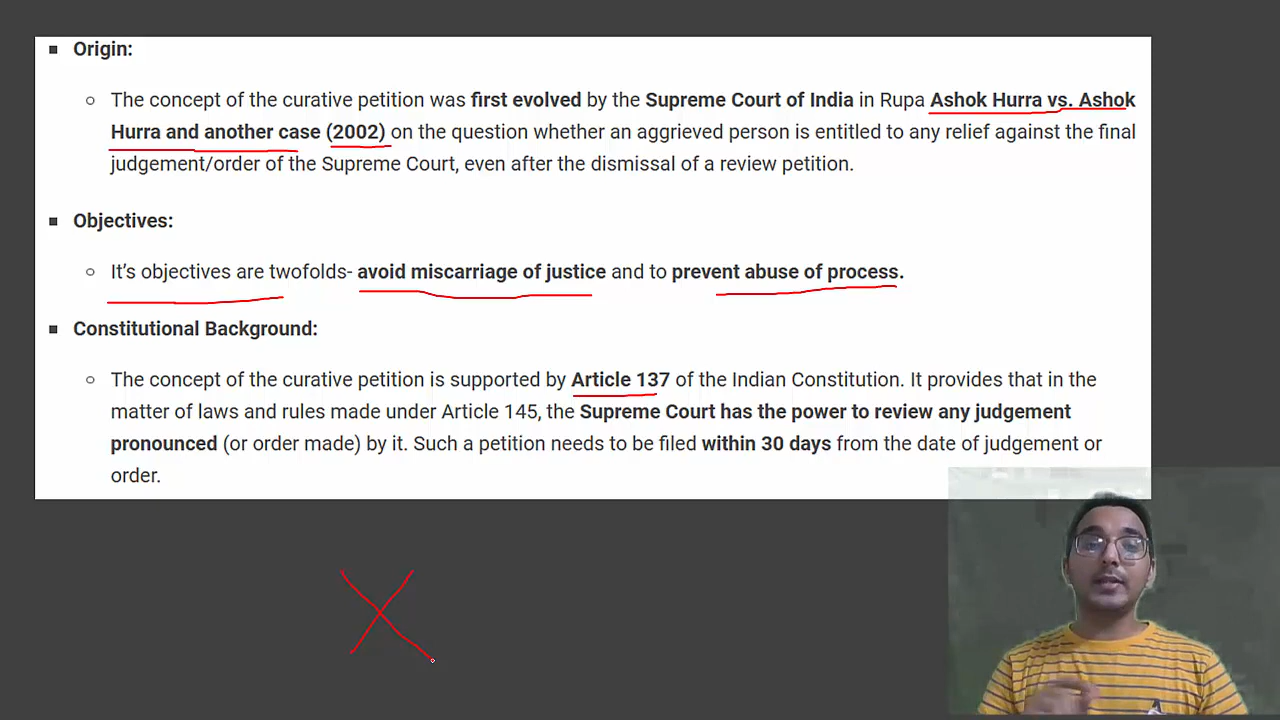 Origin:
The concept of the curative petition was first evolved by the Supreme Court of India in Rupa Ashok Hurra vs. Ashok
Hurra and another case (2002) on the question whether an aggrieved person is entitled to any relief against the final
judgement/order of the Supreme Court, even after the dismissal of a review petition.
Objectives:
It’s objectives are twofolds- avoid miscarriage of justice and to prevent abuse of process.
Constitutional Background:
The concept of the curative petition is supported by Article 137 of the Indian Constitution. It provides that in the
matter of laws and rules made under Article 145, the Supreme Court has the power to review any judgement
pronounced (or order made) by it. Such a petition needs to be filed within 30 days from the date of judgement or
order.